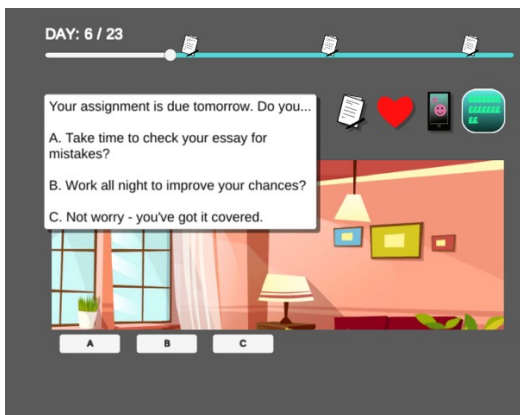 DAY: 6 / 23
Your assignment is due tomorrow. Do you...
A. Take time to check your essay for
mistakes?
B. Work all night to improve your chances?
C. Not worry - you've got it covered.
A
B
C